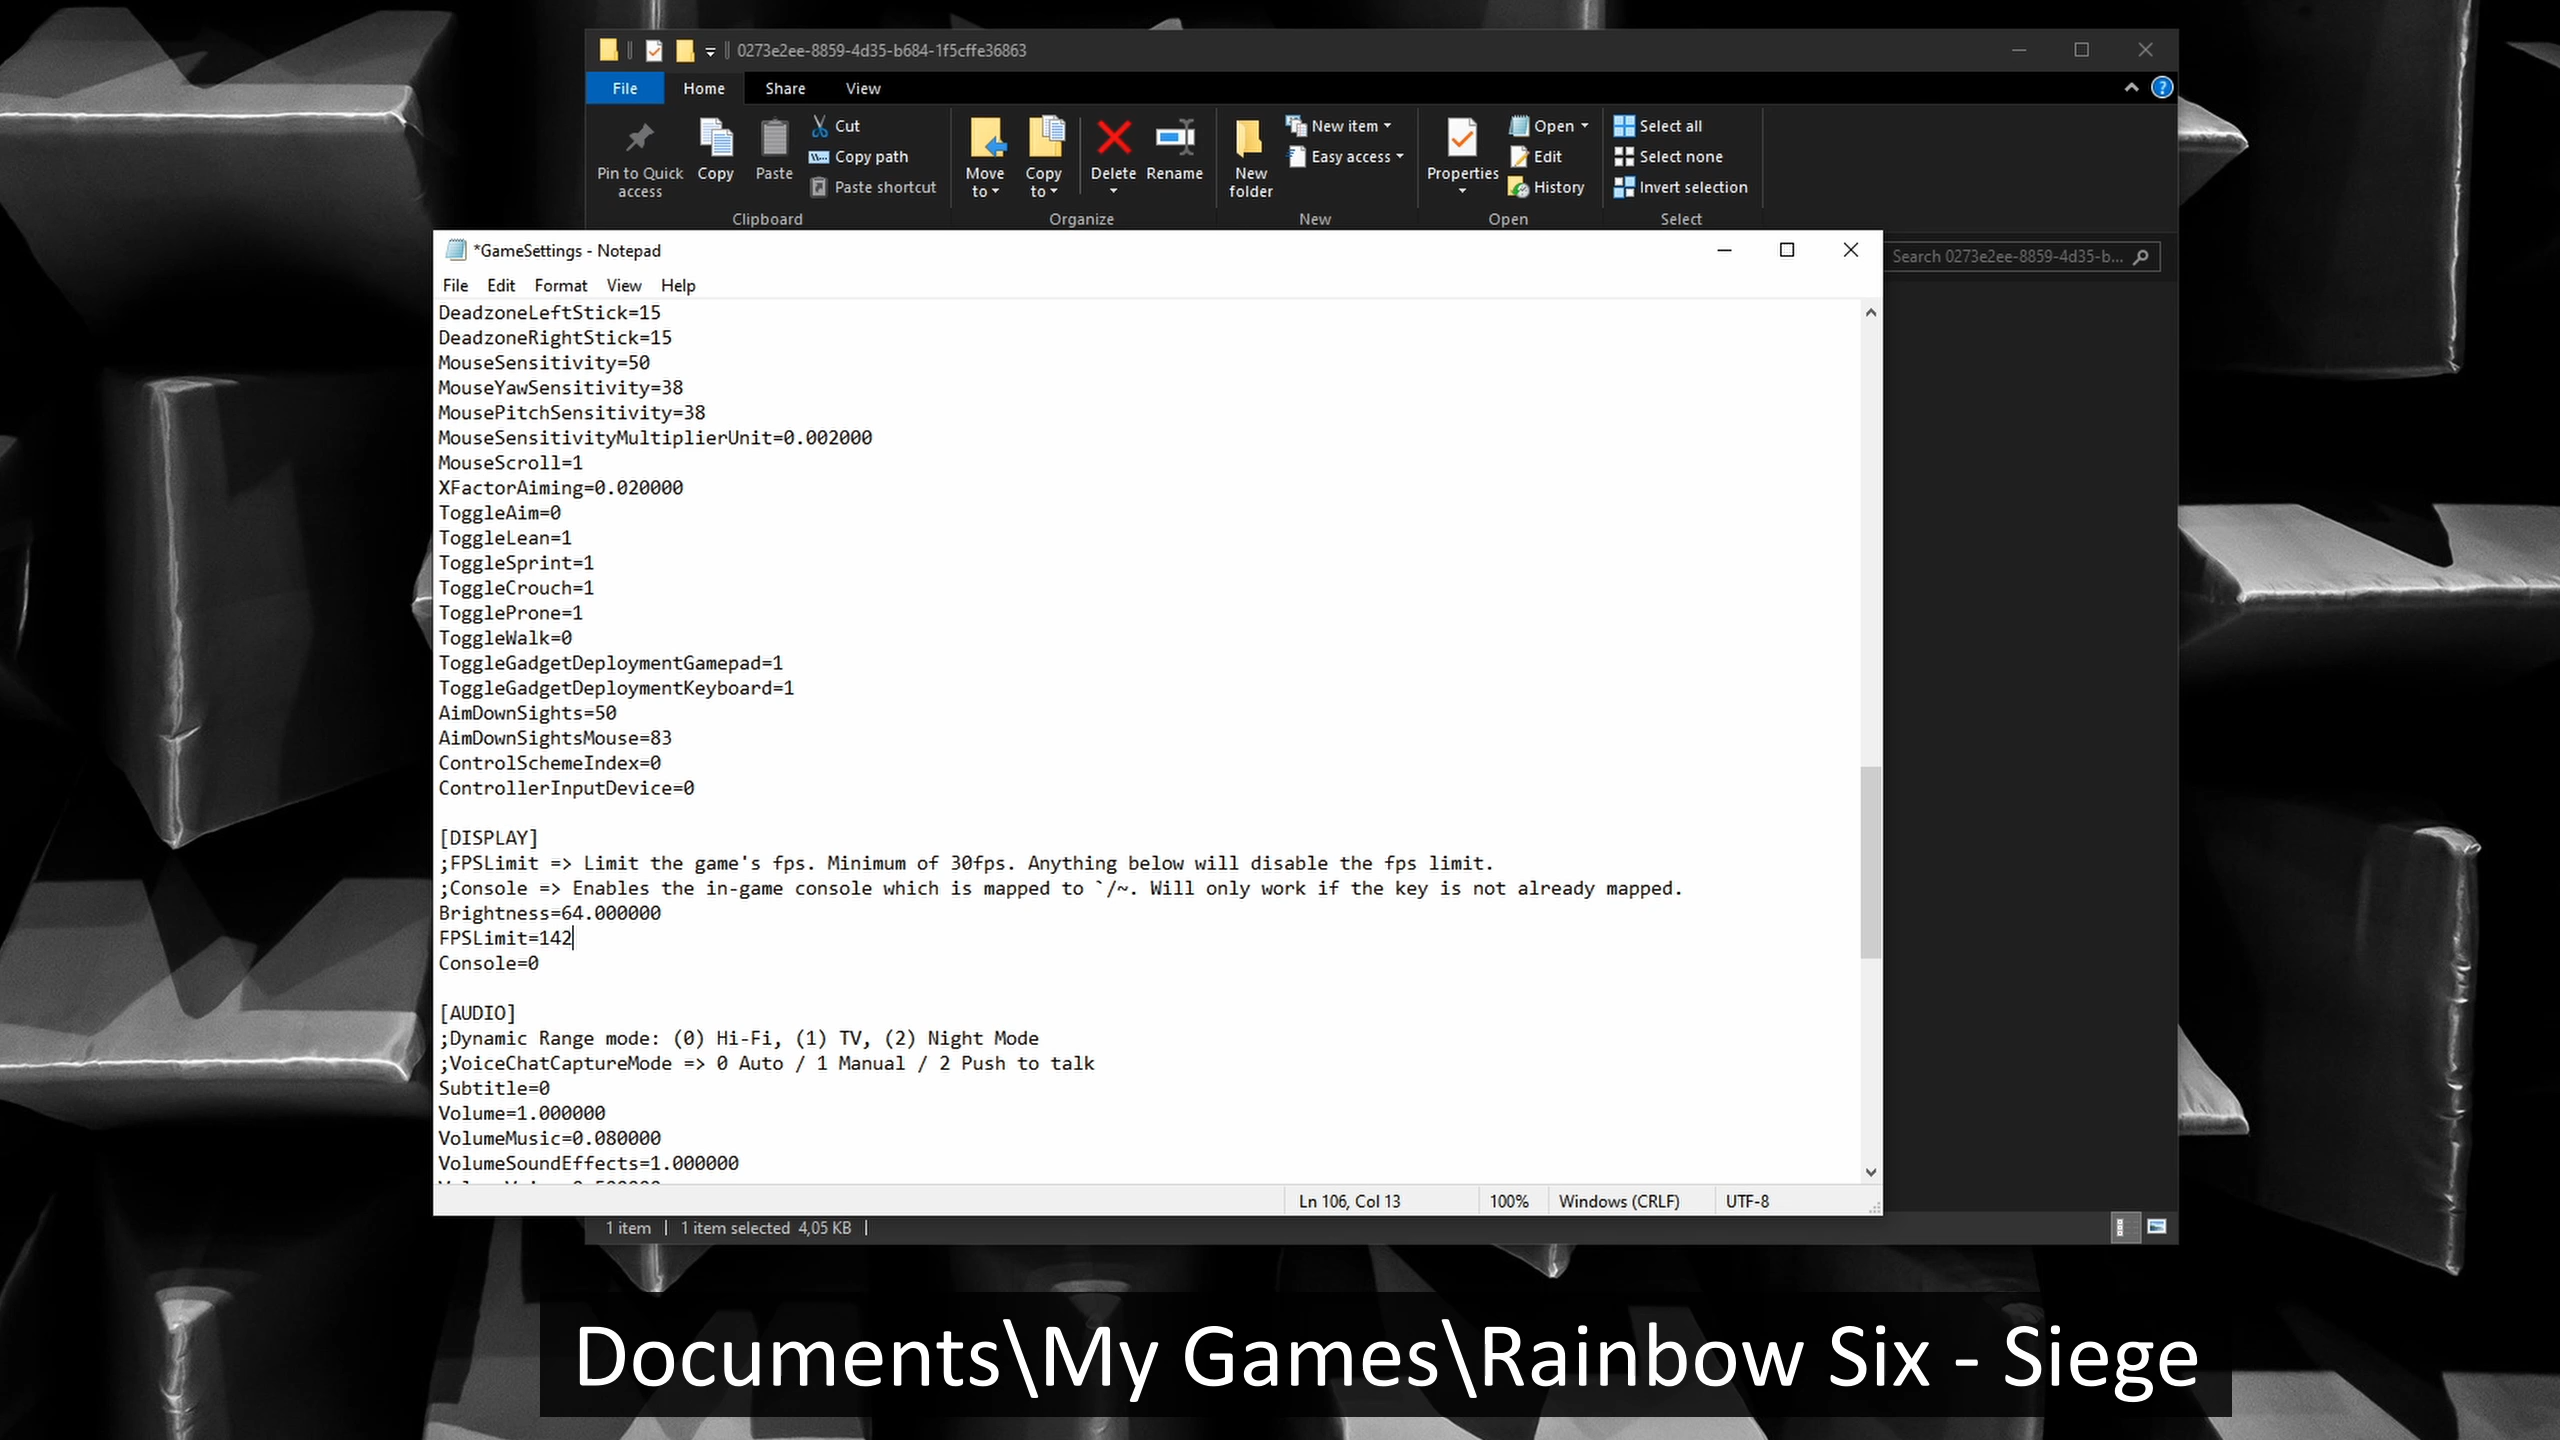 0273e2ee-8859-4d35-b684-1f5cffe36863
File Home Share View
Pin to Quick access
Copy
Paste
Cut
Copy path
Paste shortcut
Move to
Copy to
Delete
Rename
New folder
New item
Easy access
Properties
Open
Edit
History
Select all
Select none
Invert selection
Clipboard Organize New Open Select
Search 0273e2ee-8859-4d35-b...
*GameSettings - Notepad
File Edit Format View Help
DeadzoneLeftStick=15
DeadzoneRightStick=15
MouseSensitivity=50
MouseYawSensitivity=38
MousePitchSensitivity=38
MouseSensitivityMultiplierUnit=0.002000
MouseScroll=1
XFactorAiming=0.020000
ToggleAim=0
ToggleLean=1
ToggleSprint=1
ToggleCrouch=1
ToggleProne=1
ToggleWalk=0
ToggleGadgetDeploymentGamepad=1
ToggleGadgetDeploymentKeyboard=1
AimDownSights=50
AimDownSightsMouse=83
ControlSchemeIndex=0
ControllerInputDevice=0
[DISPLAY]
;FPSLimit => Limit the game's fps. Minimum of 30fps. Anything below will disable the fps limit.
;Console => Enables the in-game console which is mapped to `/~. Will only work if the key is not already mapped.
Brightness=64.000000
FPSLimit=142
Console=0
[AUDIO]
;Dynamic Range mode: (0) Hi-Fi, (1) TV, (2) Night Mode
;VoiceChatCaptureMode => 0 Auto / 1 Manual / 2 Push to talk
Subtitle=0
Volume=1.000000
VolumeMusic=0.080000
VolumeSoundEffects=1.000000
Ln 106, Col 13 100% Windows (CRLF) UTF-8
1 item 1 item selected 4,05 KB
Documents\My Games\Rainbow Six - Siege